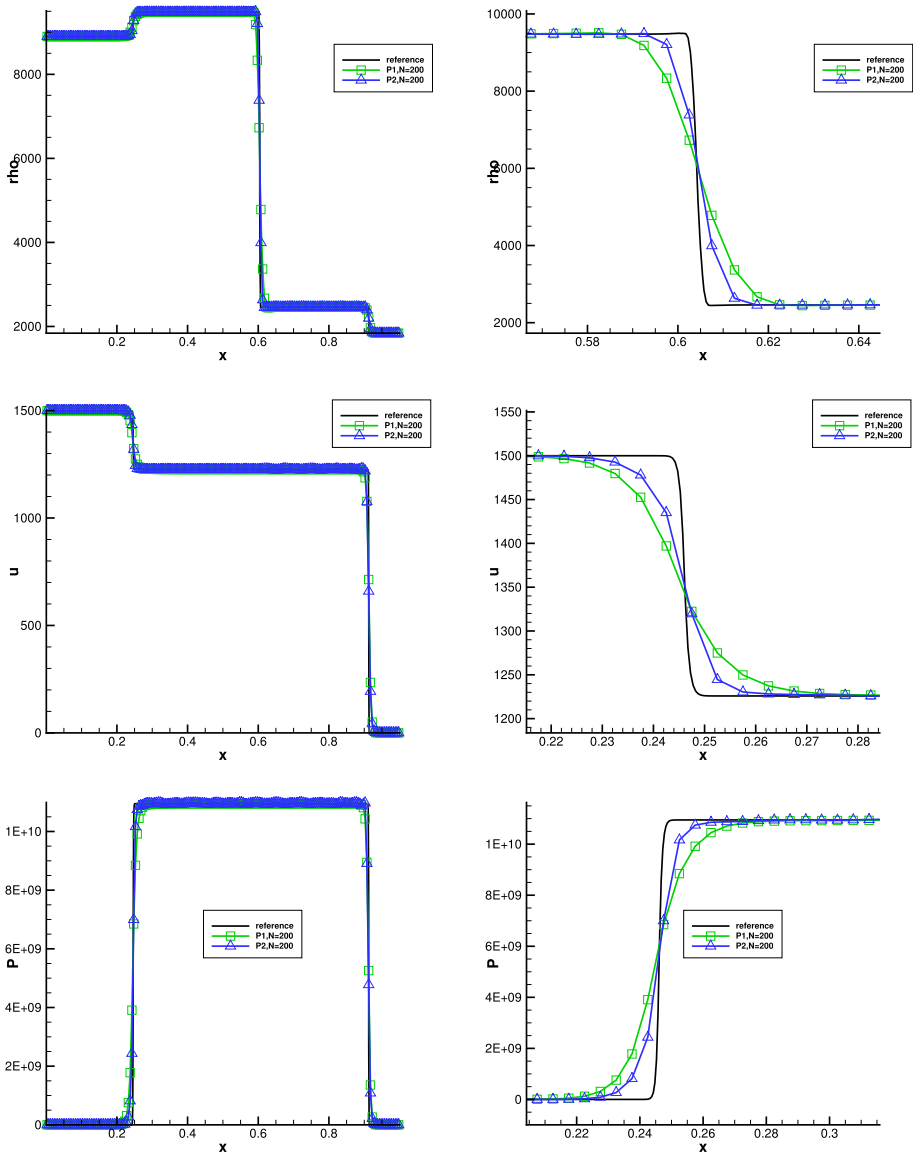 rho
8000
6000
4000
2000
0.2
0.4
0.6
0.8
x
reference
P1,N=200
P2,N=200
rho
10000
8000
6000
4000
2000
0.58
0.6
0.62
0.64
x
reference
P1,N=200
P2,N=200
u
1500
1000
500
0
0.2
0.4
0.6
0.8
x
reference
P1,N=200
P2,N=200
u
1550
1500
1450
1400
1350
1300
1250
1200
0.22
0.23
0.24
0.25
0.26
0.27
0.28
x
reference
P1,N=200
P2,N=200
P
1E+10
8E+09
6E+09
4E+09
2E+09
0
0.2
0.4
0.6
0.8
x
reference
P1,N=200
P2,N=200
P
1E+10
8E+09
6E+09
4E+09
2E+09
0
0.22
0.24
0.26
0.28
0.3
x
reference
P1,N=200
P2,N=200